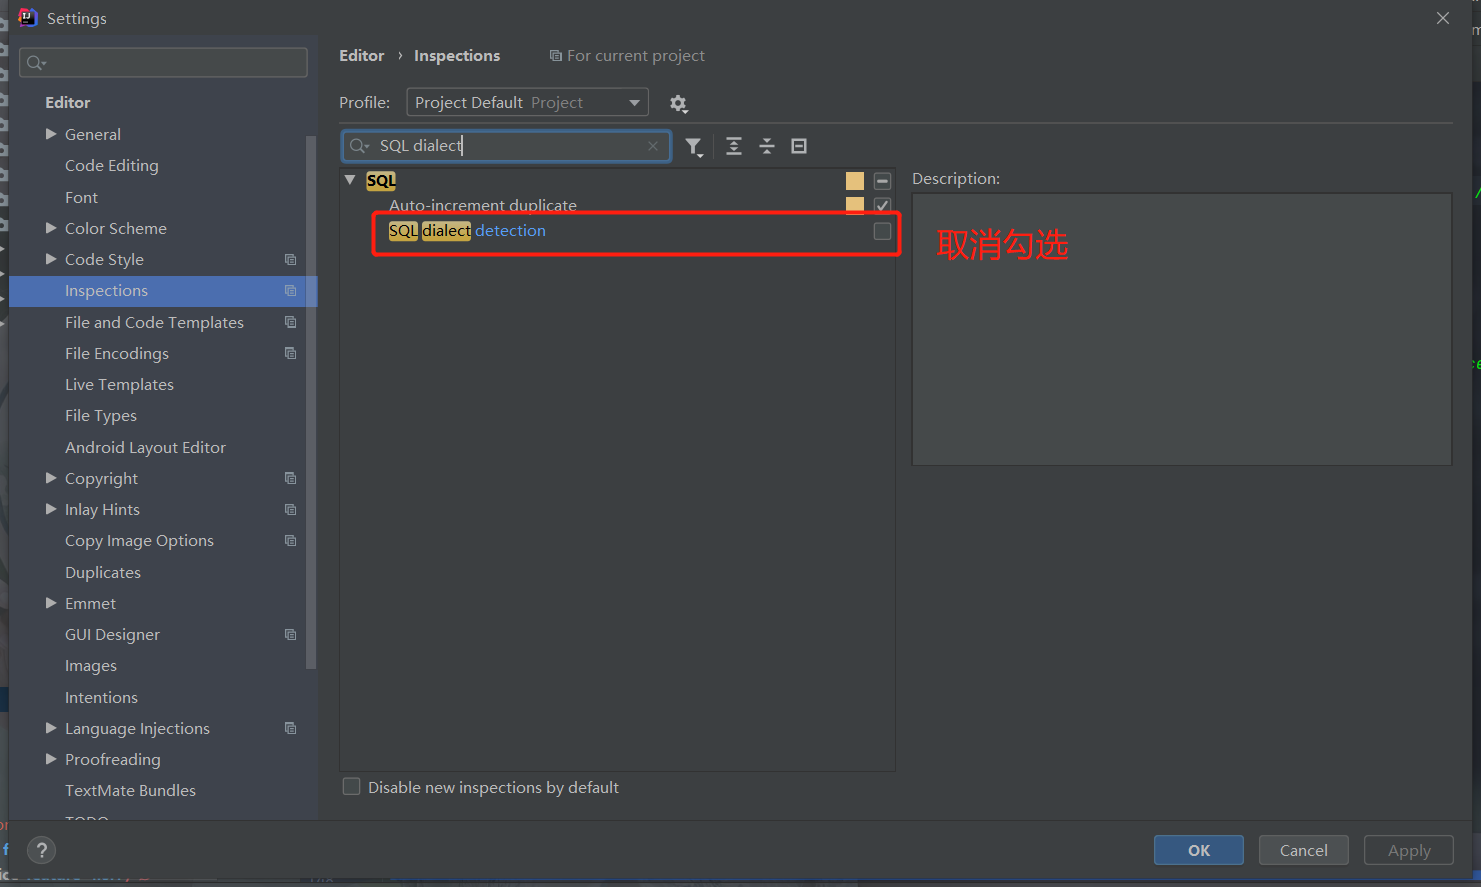 Settings
Editor › Inspections For current project
Profile: Project Default Project
SQL dialect
Editor
General
Code Editing
Font
Color Scheme
Code Style
Inspections
File and Code Templates
File Encodings
Live Templates
File Types
Android Layout Editor
Copyright
Inlay Hints
Copy Image Options
Duplicates
Emmet
GUI Designer
Images
Intentions
Language Injections
Proofreading
TextMate Bundles
TODO
SQL
Auto-increment duplicate
SQL dialect detection
Description:
取消勾选
Disable new inspections by default
?
OK
Cancel
Apply